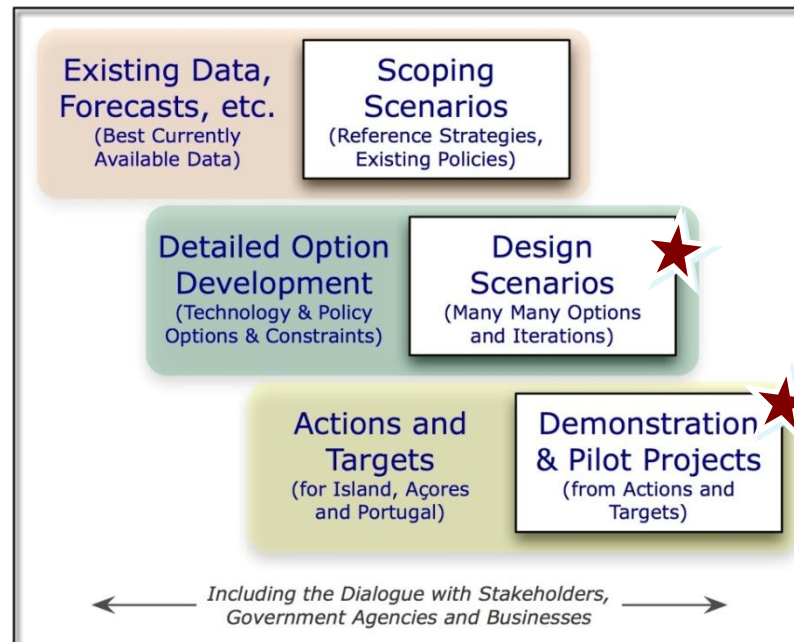 Existing Data,
Forecasts, etc.
(Best Currently
Available Data)
Scoping
Scenarios
(Reference Strategies,
Existing Policies)
Detailed Option
Development
(Technology & Policy
Options & Constraints)
Design
Scenarios
(Many Many Options
and Iterations)
Actions and
Targets
(for Island, Açores
and Portugal)
Demonstration
& Pilot Projects
(from Actions and
Targets)
Including the Dialogue with Stakeholders,
Government Agencies and Businesses